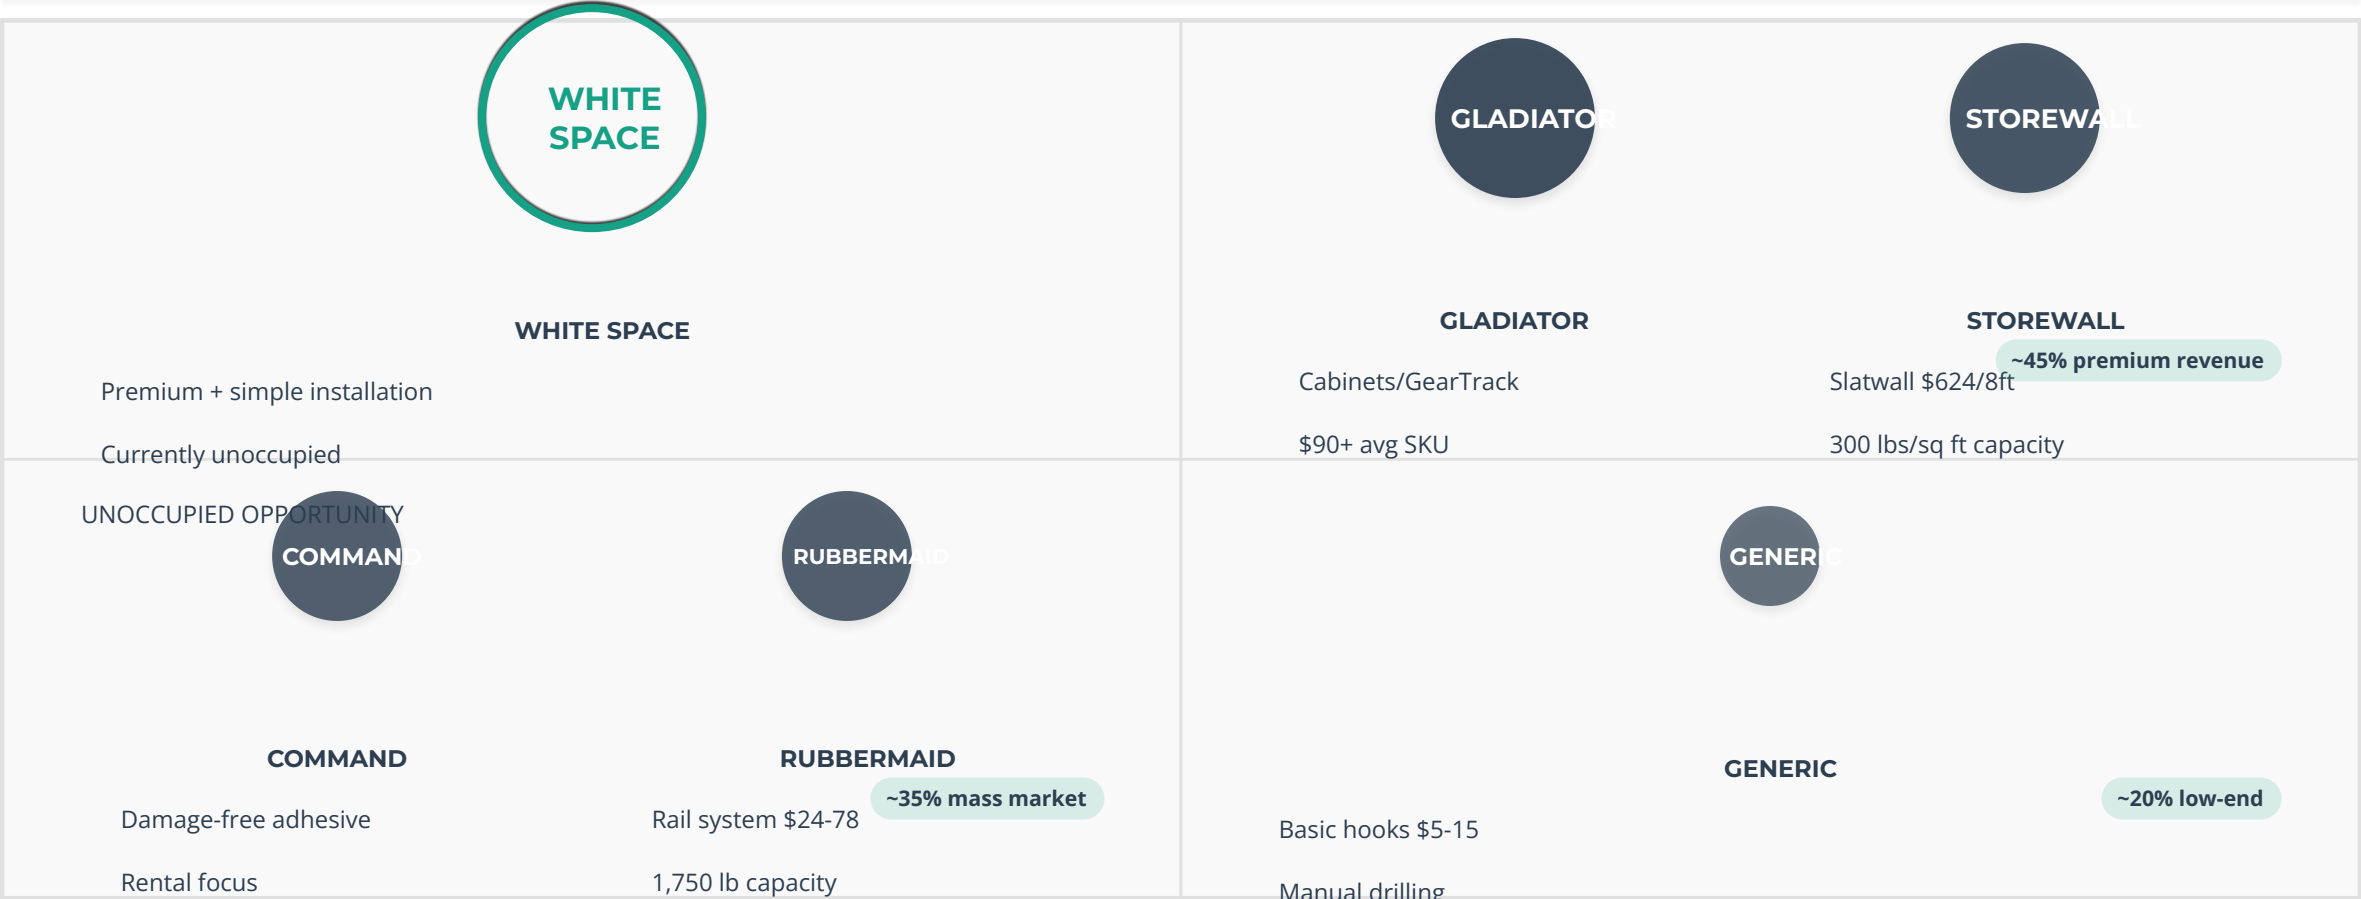 WHITE
SPACE
WHITE SPACE
Premium + simple installation
Currently unoccupied
UNOCCUPIED OPPORTUNITY
GLADIATOR
GLADIATOR
Cabinets/GearTrack
$90+ avg SKU
STOREWALL
STOREWALL
~45% premium revenue
Slatwall $624/8ft
300 lbs/sq ft capacity
COMMAND
COMMAND
Damage-free adhesive
Rental focus
RUBBERMAID
RUBBERMAID
~35% mass market
Rail system $24-78
1,750 lb capacity
GENERIC
GENERIC
~20% low-end
Basic hooks $5-15
Manual drilling